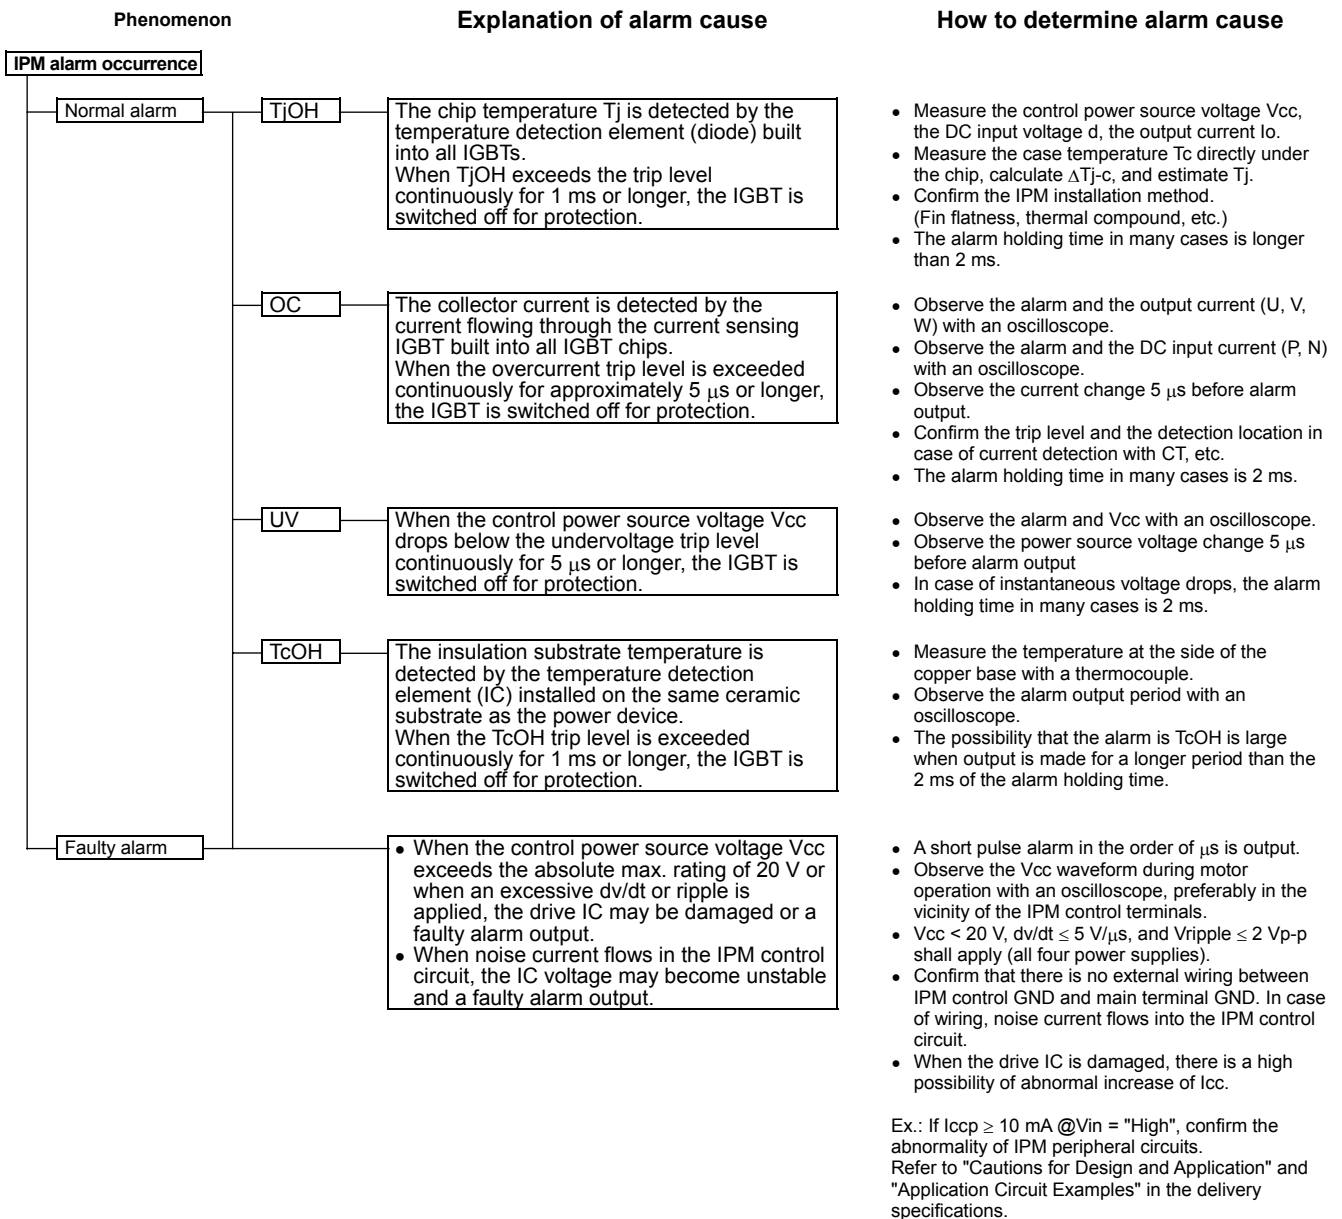 Phenomenon
Explanation of alarm cause
How to determine alarm cause
IPM alarm occurrence
Normal alarm
TjOH
The chip temperature Tj is detected by the
temperature detection element (diode) built
into all IGBTs.
When TjOH exceeds the trip level
continuously for 1 ms or longer, the IGBT is
switched off for protection.
• Measure the control power source voltage Vcc,
the DC input voltage d, the output current Io.
• Measure the case temperature Tc directly under
the chip, calculate ΔTj-c, and estimate Tj.
• Confirm the IPM installation method.
(Fin flatness, thermal compound, etc.)
• The alarm holding time in many cases is longer
than 2 ms.
OC
The collector current is detected by the
current flowing through the current sensing
IGBT built into all IGBT chips.
When the overcurrent trip level is exceeded
continuously for approximately 5 μs or longer,
the IGBT is switched off for protection.
• Observe the alarm and the output current (U, V,
W) with an oscilloscope.
• Observe the alarm and the DC input current (P, N)
with an oscilloscope.
• Observe the current change 5 μs before alarm
output.
• Confirm the trip level and the detection location in
case of current detection with CT, etc.
• The alarm holding time in many cases is 2 ms.
UV
When the control power source voltage Vcc
drops below the undervoltage trip level
continuously for 5 μs or longer, the IGBT is
switched off for protection.
• Observe the alarm and Vcc with an oscilloscope.
• Observe the power source voltage change 5 μs
before alarm output
• In case of instantaneous voltage drops, the alarm
holding time in many cases is 2 ms.
TcOH
The insulation substrate temperature is
detected by the temperature detection
element (IC) installed on the same ceramic
substrate as the power device.
When the TcOH trip level is exceeded
continuously for 1 ms or longer, the IGBT is
switched off for protection.
• Measure the temperature at the side of the
copper base with a thermocouple.
• Observe the alarm output period with an
oscilloscope.
• The possibility that the alarm is TcOH is large
when output is made for a longer period than the
2 ms of the alarm holding time.
Faulty alarm
• When the control power source voltage Vcc
exceeds the absolute max. rating of 20 V or
when an excessive dv/dt or ripple is
applied, the drive IC may be damaged or a
faulty alarm output.
• When noise current flows in the IPM control
circuit, the IC voltage may become unstable
and a faulty alarm output.
• A short pulse alarm in the order of μs is output.
• Observe the Vcc waveform during motor
operation with an oscilloscope, preferably in the
vicinity of the IPM control terminals.
• Vcc < 20 V, dv/dt ≤ 5 V/μs, and Vripple ≤ 2 Vp-p
shall apply (all four power supplies).
• Confirm that there is no external wiring between
IPM control GND and main terminal GND. In case
of wiring, noise current flows into the IPM control
circuit.
• When the drive IC is damaged, there is a high
possibility of abnormal increase of Icc.
Ex.: If Iccp ≥ 10 mA @Vin = "High", confirm the
abnormality of IPM peripheral circuits.
Refer to "Cautions for Design and Application" and
"Application Circuit Examples" in the delivery
specifications.